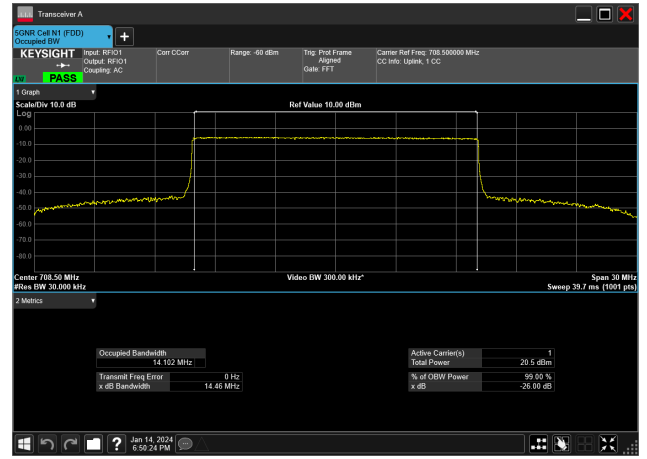 Transceiver A
5GNR Cell N1 (FDD)
Occupied BW
KEYSIGHT Input: RFIO1 Corr CCorr Range: -60 dBm Trig: Prot Frame Carrier Ref Freq: 708.500000 MHz
Output: RFIO1 Aligned CC Info: Uplink, 1 CC
Coupling: AC Gate: FFT
PASS
1 Graph
Scale/Div 10.0 dB Ref Value 10.00 dBm
Log
0.00
-10.0
-20.0
-30.0
-40.0
-50.0
-60.0
-70.0
-80.0
Center 708.50 MHz Video BW 300.00 kHz* Span 30 MHz
#Res BW 30.000 kHz Sweep 39.7 ms (1001 pts)
2 Metrics
Occupied Bandwidth Active Carrier(s) 1
14.102 MHz Total Power 20.5 dBm
Transmit Freq Error 0 Hz % of OBW Power 99.00 %
x dB Bandwidth 14.46 MHz x dB -26.00 dB
Jan 14, 2024
6:50:24 PM